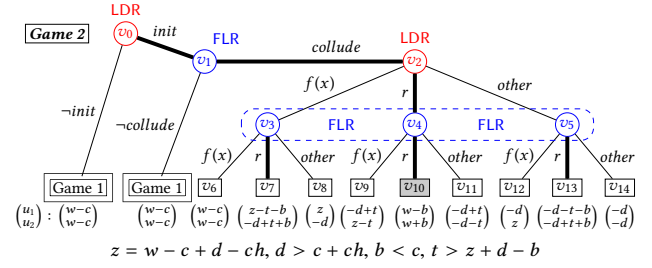 Game 2
LDR
v₀
init
FLR
v₁
collude
LDR
v₂
¬init
¬collude
f(x)
r
other
v₃
FLR
v₄
FLR
v₅
f(x)
r
other
f(x)
r
other
f(x)
r
other
Game 1
Game 1
v₆
v₇
v₈
v₉
v₁₀
v₁₁
v₁₂
v₁₃
v₁₄
(u₁ u₂) : (w−c w−c) (w−c w−c) (w−c w−c) (z−t−b −d+t+b) (z −d) (−d+t z−t) (w−b w+b) (−d+t −d−t) (−d z) (−d−t−b −d+t+b) (−d −d)
z = w − c + d − ch, d > c + ch, b < c, t > z + d − b